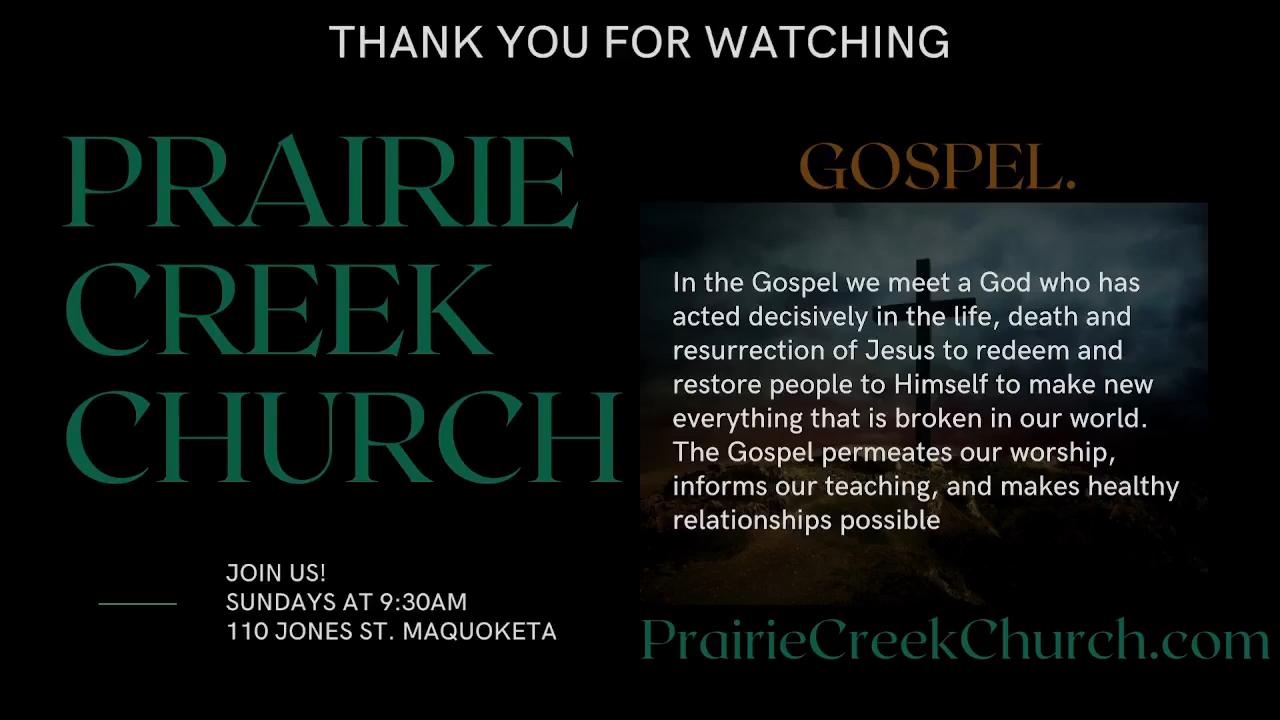 THANK YOU FOR WATCHING
PRAIRIE
CREEK
CHURCH
JOIN US!
SUNDAYS AT 9:30AM
110 JONES ST. MAQUOKETA
GOSPEL.
In the Gospel we meet a God who has
acted decisively in the life, death and
resurrection of Jesus to redeem and
restore people to Himself to make new
everything that is broken in our world.
The Gospel permeates our worship,
informs our teaching, and makes healthy
relationships possible
PrairieCreekChurch.com